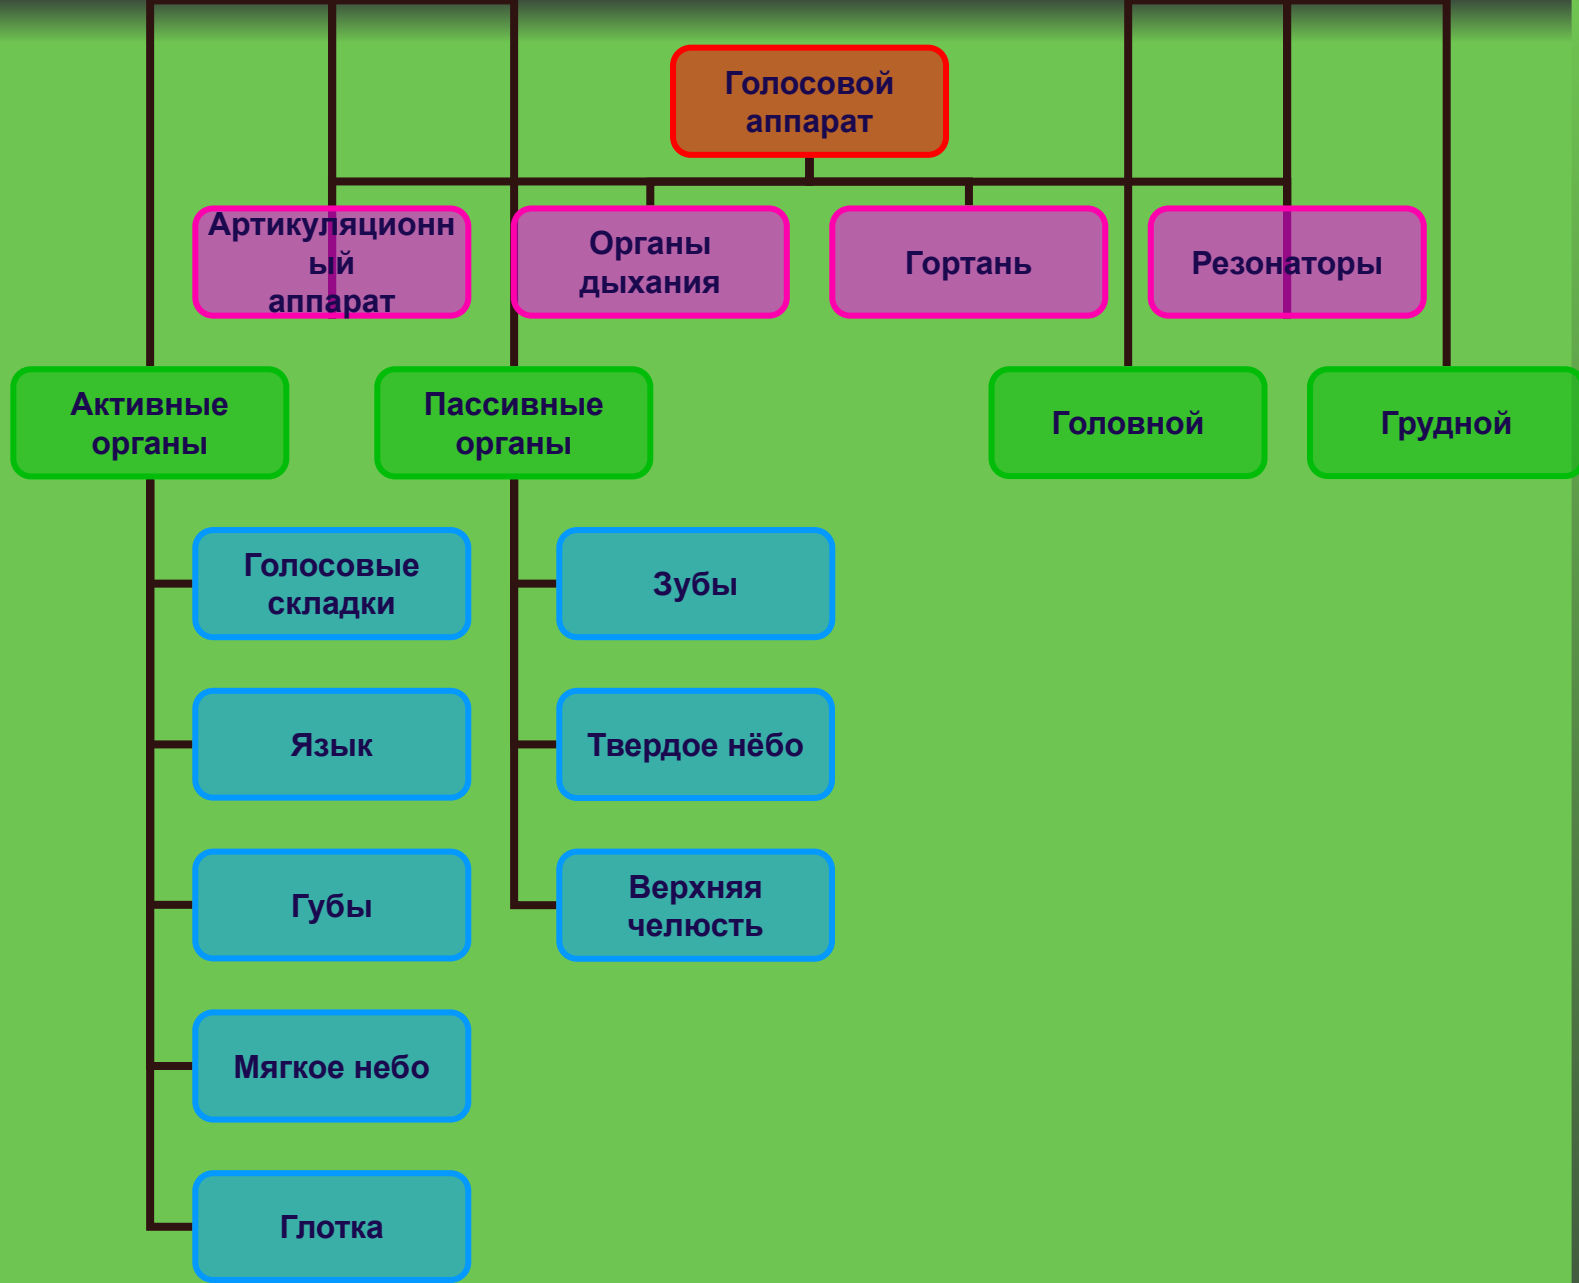 Голосовой
аппарат
Артикуляционн
ый
аппарат
Органы
дыхания
Гортань
Резонаторы
Активные
органы
Пассивные
органы
Головной
Грудной
Голосовые
складки
Зубы
Язык
Твердое нёбо
Губы
Верхняя
челюсть
Мягкое небо
Глотка